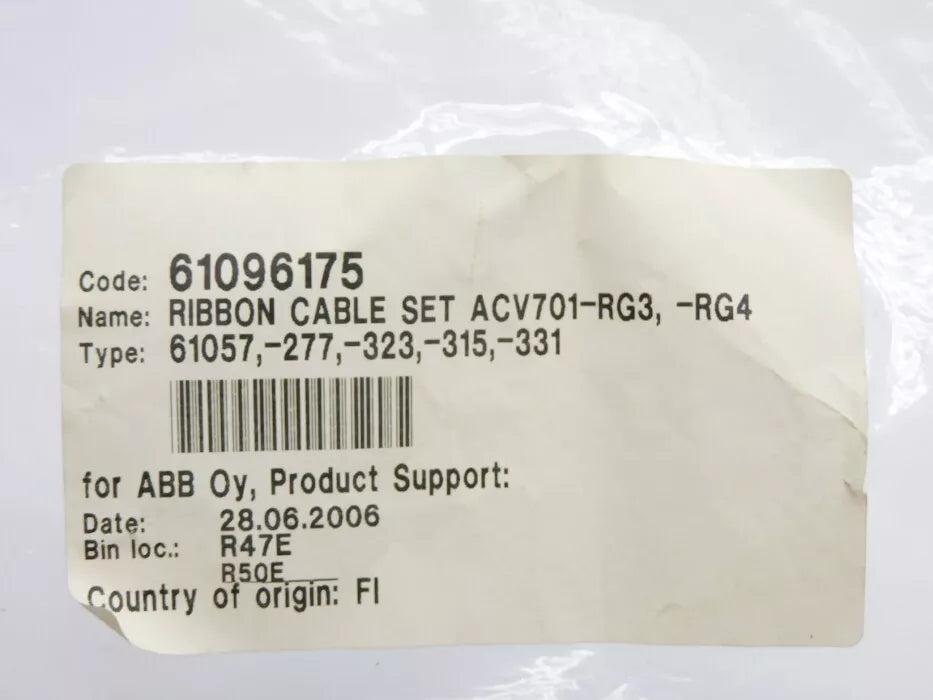 Code: 61096175
Name: RIBBON CABLE SET ACV701-RG3, -RG4
Type: 61057,-277,-323,-315,-331
for ABB Oy, Product Support:
Date: 28.06.2006
Bin loc.: R47E
R50E
Country of origin: FI